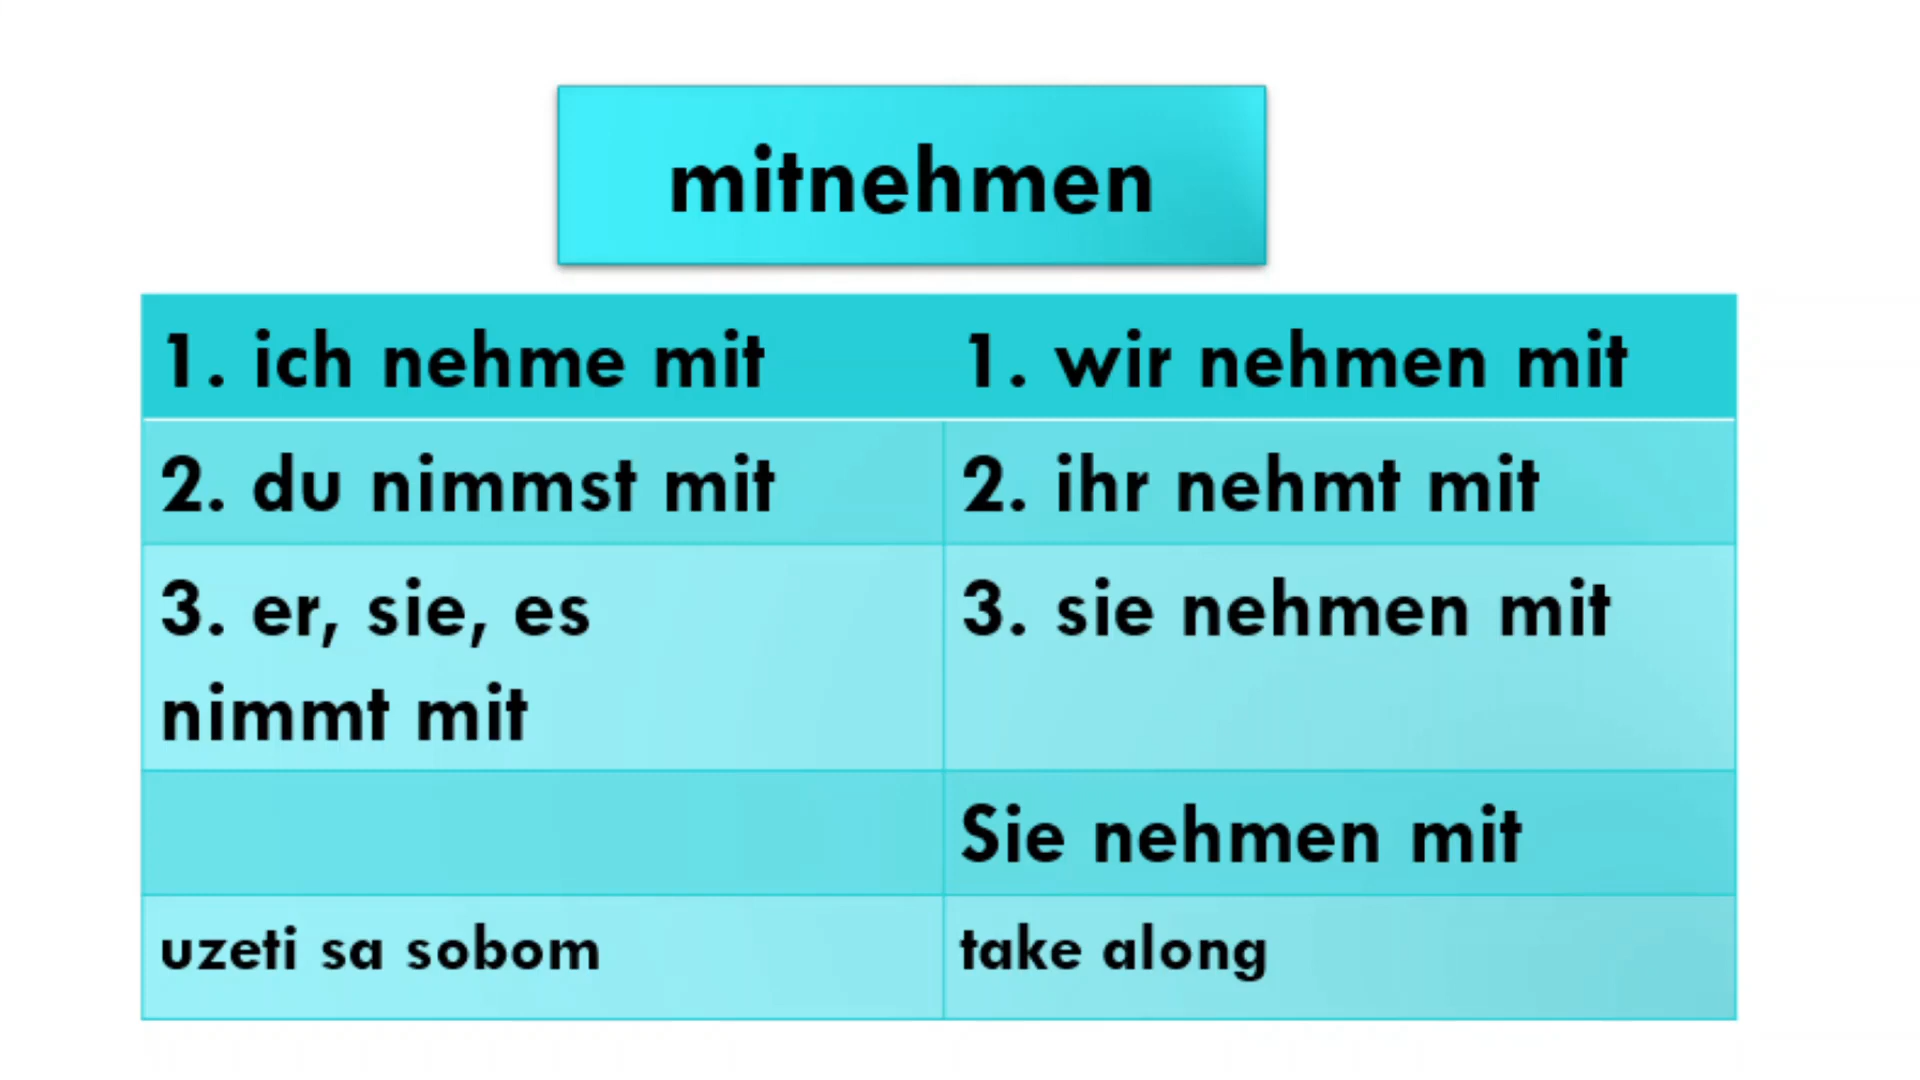 mitnehmen
1. ich nehme mit
1. wir nehmen mit
2. du nimmst mit
2. ihr nehmt mit
3. er, sie, es
nimmt mit
3. sie nehmen mit
Sie nehmen mit
uzeti sa sobom
take along